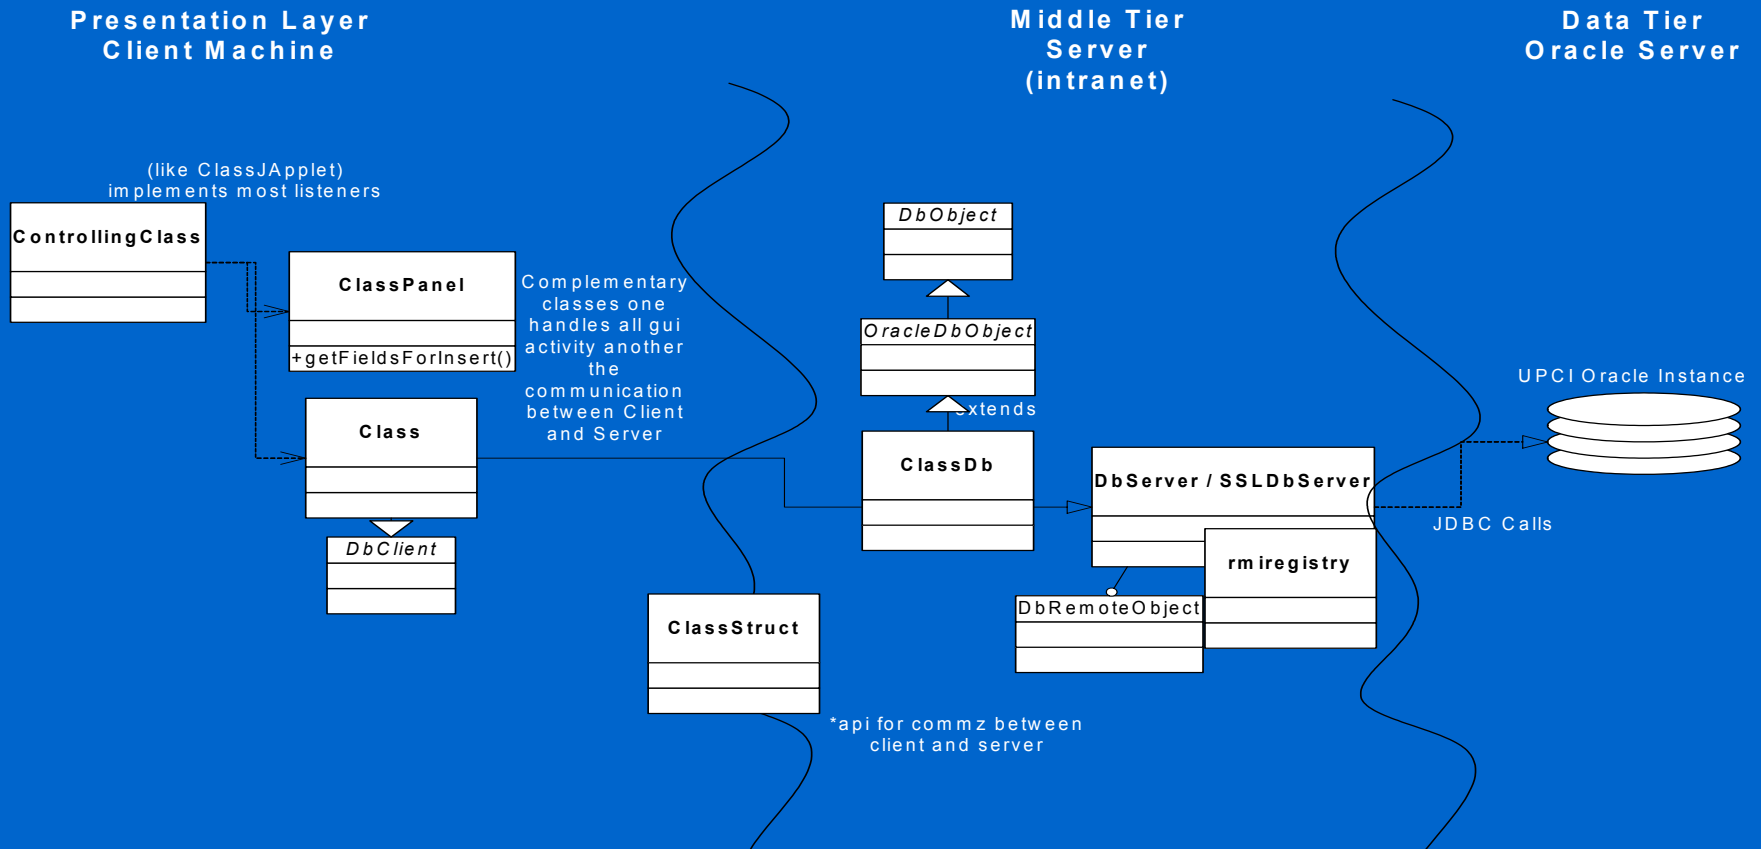 Presentation Layer
Client Machine
Middle Tier
Server
(intranet)
Data Tier
Oracle Server
(like ClassJApplet)
implements most listeners
ControllingClass
ClassPanel
+getFieldsForInsert()
Complementary
classes one
handles all gui
activity another
the
communication
between Client
and Server
Class
DbClient
DbObject
OracleDbObject
extends
ClassDb
DbServer / SSLDbServer
rmiregistry
DbRemoteObject
ClassStruct
*api for commz between
client and server
UPCI Oracle Instance
JDBC Calls